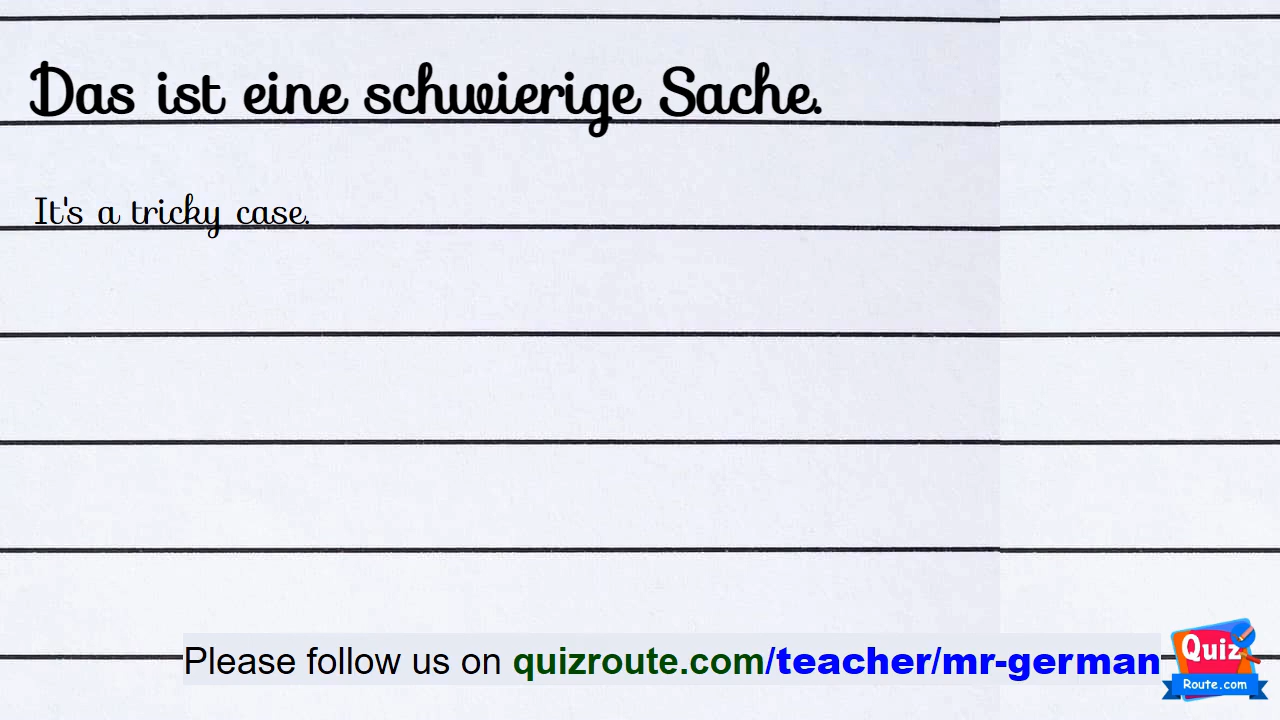 Das ist eine schwierige Sache.
It's a tricky case.
Please follow us on quizroute.com/teacher/mr-german
Quiz
Route.com